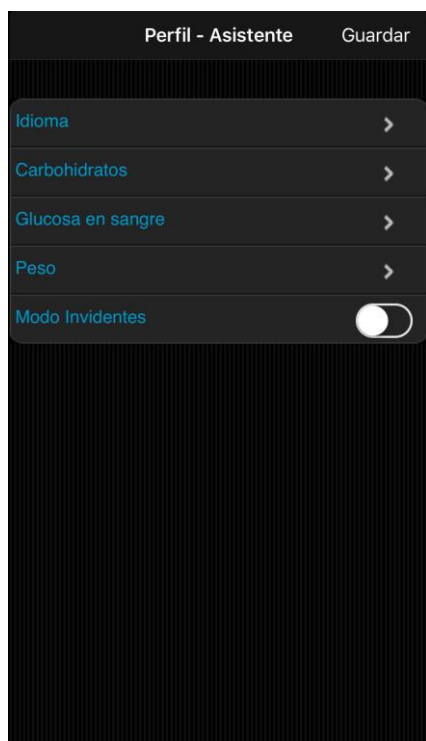 Perfil - Asistente Guardar
Idioma
Carbohidratos
Glucosa en sangre
Peso
Modo Invidentes